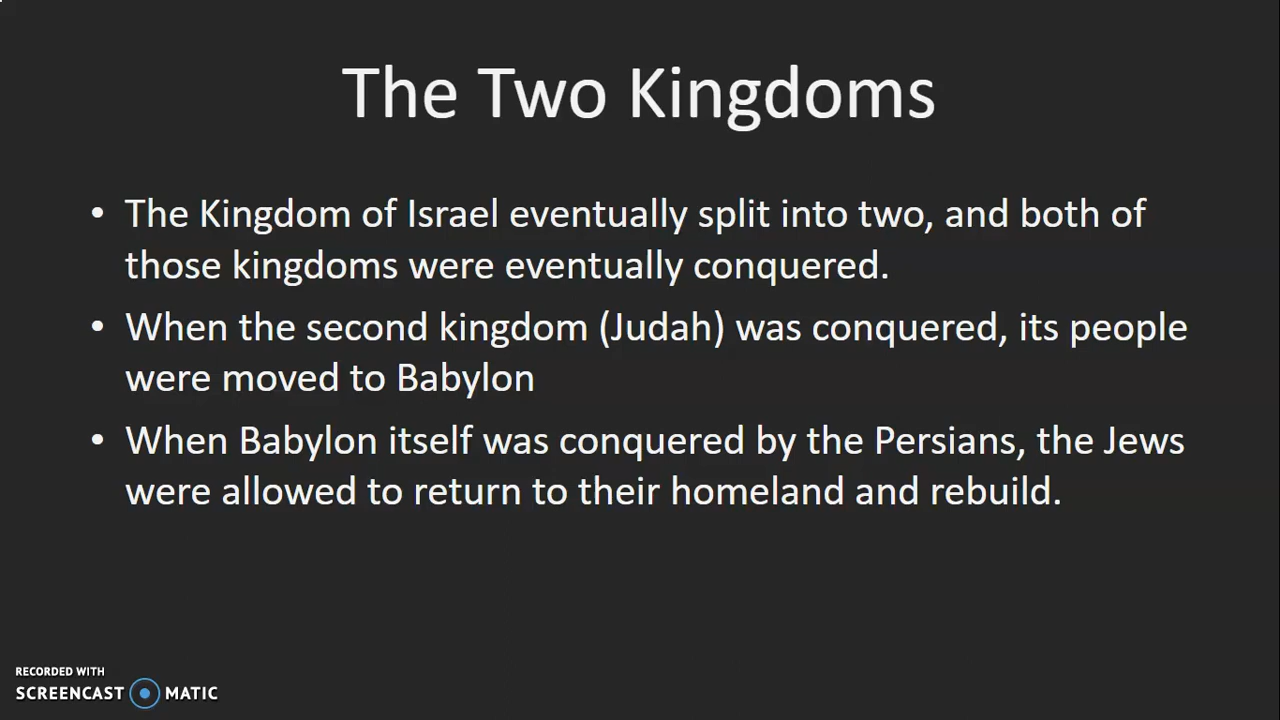 The Two Kingdoms
• The Kingdom of Israel eventually split into two, and both of
those kingdoms were eventually conquered.
• When the second kingdom (Judah) was conquered, its people
were moved to Babylon
• When Babylon itself was conquered by the Persians, the Jews
were allowed to return to their homeland and rebuild.
RECORDED WITH
SCREENCAST MATIC